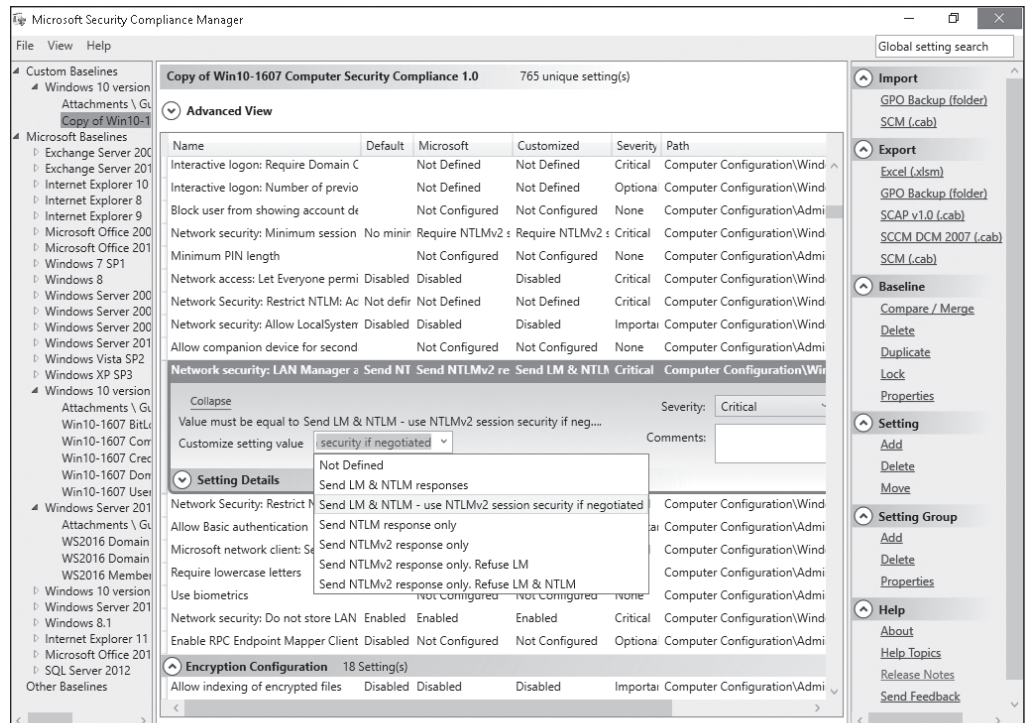 Microsoft Security Compliance Manager
File View Help
Global setting search
Custom Baselines
Windows 10 version
Attachments \ Gu
Copy of Win10-1
Microsoft Baselines
Exchange Server 200
Exchange Server 201
Internet Explorer 10
Internet Explorer 8
Internet Explorer 9
Microsoft Office 200
Microsoft Office 201
Windows 7 SP1
Windows 8
Windows Server 200
Windows Server 200
Windows Server 200
Windows Server 201
Windows Vista SP2
Windows XP SP3
Windows 10 version
Attachments \ Gu
Win10-1607 BitLo
Win10-1607 Com
Win10-1607 Cred
Win10-1607 Dom
Win10-1607 User
Windows Server 201
Attachments \ Gu
WS2016 Domain
WS2016 Domain
WS2016 Member
Windows 10 version
Windows Server 201
Windows 8.1
Internet Explorer 11
Microsoft Office 201
SQL Server 2012
Other Baselines
Copy of Win10-1607 Computer Security Compliance 1.0 765 unique setting(s)
Advanced View
Name Default Microsoft Customized Severity Path
Interactive logon: Require Domain C Not Defined Not Defined Critical Computer Configuration\Wind
Interactive logon: Number of previo Not Defined Not Defined Optiona Computer Configuration\Wind
Block user from showing account de Not Configured Not Configured None Computer Configuration\Admi
Network security: Minimum session No minin Require NTLMv2 s Require NTLMv2 s Critical Computer Configuration\Wind
Minimum PIN length Not Configured Not Configured None Computer Configuration\Admi
Network access: Let Everyone permi Disabled Disabled Disabled Critical Computer Configuration\Wind
Network Security: Restrict NTLM: Ac Not defir Not Defined Not Defined Critical Computer Configuration\Wind
Network security: Allow LocalSystem Disabled Disabled Disabled Importai Computer Configuration\Wind
Allow companion device for second Not Configured Not Configured None Computer Configuration\Admi
Network security: LAN Manager a Send NT Send NTLMv2 re Send LM & NTLM Critical Computer Configuration\Wir
Collapse
Value must be equal to Send LM & NTLM - use NTLMv2 session security if neg....
Customize setting value security if negotiated
Severity: Critical
Comments:
Not Defined
Send LM & NTLM responses
Send LM & NTLM - use NTLMv2 session security if negotiated
Send NTLM response only
Send NTLMv2 response only
Send NTLMv2 response only. Refuse LM
Send NTLMv2 response only. Refuse LM & NTLM
Setting Details
Network Security: Restrict N Computer Configuration\Wind
Allow Basic authentication Computer Configuration\Admi
Microsoft network client: Se Computer Configuration\Wind
Require lowercase letters Computer Configuration\Admi
Use biometrics Not Configured Not Configured None Computer Configuration\Admi
Network security: Do not store LAN Enabled Enabled Enabled Critical Computer Configuration\Wind
Enable RPC Endpoint Mapper Client Disabled Not Configured Not Configured Optiona Computer Configuration\Admi
Encryption Configuration 18 Setting(s)
Allow indexing of encrypted files Disabled Disabled Disabled Importai Computer Configuration\Admi
Import
GPO Backup (folder)
SCM (.cab)
Export
Excel (.xlsm)
GPO Backup (folder)
SCAP v1.0 (.cab)
SCCM DCM 2007 (.cab)
SCM (.cab)
Baseline
Compare / Merge
Delete
Duplicate
Lock
Properties
Setting
Add
Delete
Move
Setting Group
Add
Delete
Properties
Help
About
Help Topics
Release Notes
Send Feedback